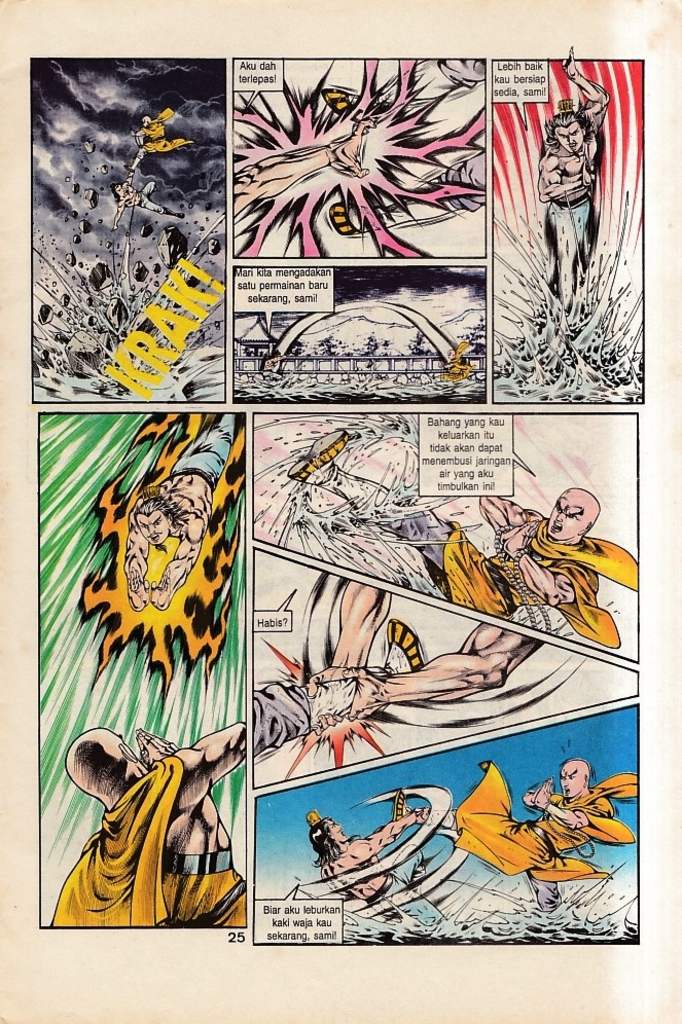 KRAK!
Aku dah
terlepas!
Mari kita mengadakan
satu permainan baru
sekarang, sami!
Lebih baik
kau bersiap
sedia, sami!
Bahang yang kau
keluarkan itu
tidak akan dapat
menembusi jaringan
air yang aku
timbulkan ini!
Habis?
Biar aku leburkan
kaki waja kau
sekarang, sami!
25